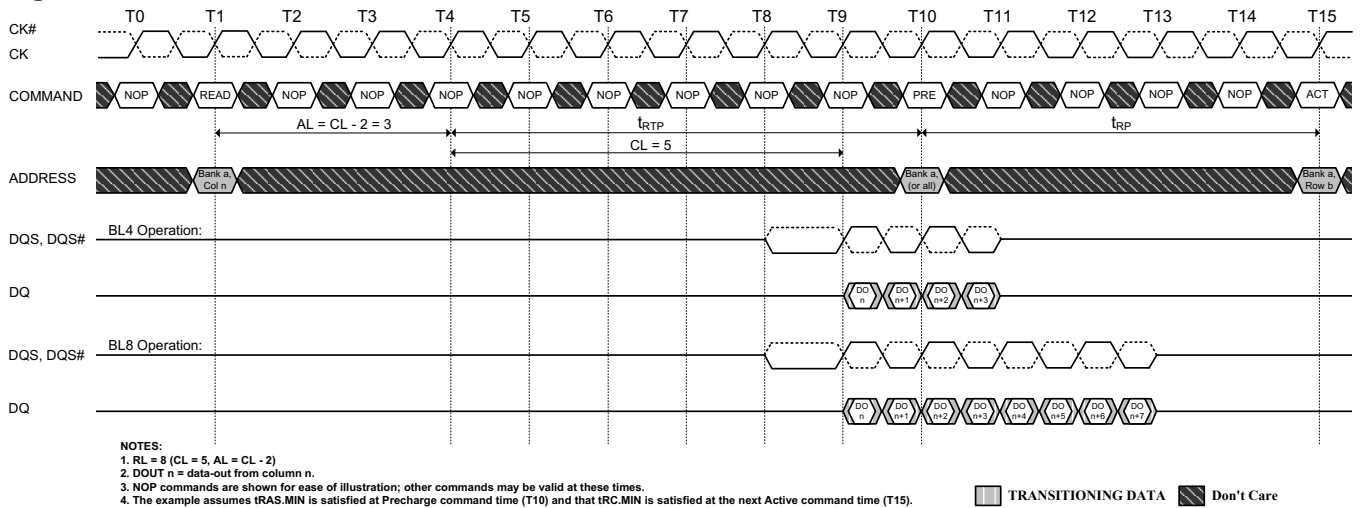 T0 T1 T2 T3 T4 T5 T6 T7 T8 T9 T10 T11 T12 T13 T14 T15
CK#
CK
COMMAND NOP READ NOP NOP NOP NOP NOP NOP NOP NOP PRE NOP NOP NOP NOP ACT
AL = CL - 2 = 3 tRTP tRP
CL = 5
ADDRESS Bank a, Col n Bank a, (or all) Bank a, Row b
BL4 Operation:
DQS, DQS#
DQ DO n DO n+1 DO n+2 DO n+3
BL8 Operation:
DQS, DQS#
DQ DO n DO n+1 DO n+2 DO n+3 DO n+4 DO n+5 DO n+6 DO n+7
NOTES:
1. RL = 8 (CL = 5, AL = CL - 2)
2. DOUT n = data-out from column n.
3. NOP commands are shown for ease of illustration; other commands may be valid at these times.
4. The example assumes tRAS.MIN is satisfied at Precharge command time (T10) and that tRC.MIN is satisfied at the next Active command time (T15).
TRANSITIONING DATA Don't Care